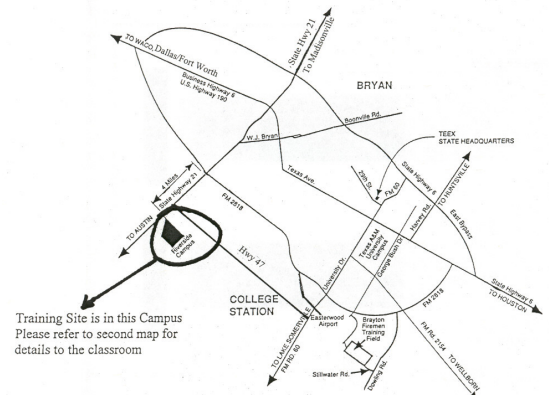 State Hwy 21
To Madisonville
TO WACO, Dallas/Fort Worth
Business Highway 6
U.S. Highway 190
BRYAN
Boonville Rd.
W.J. Bryan
TEEX
STATE HEADQUARTERS
4 Miles
State Highway 21
Texas Ave.
29th St.
FM 60
State Highway 6
TO HUNTSVILLE
East Bypass
Harvey Rd.
TO AUSTIN
Riverside
Campus
FM 2818
Hwy 47
University Dr.
Texas A&M
University
Campus
George Bush Dr
State Highway 6
TO HOUSTON
COLLEGE
STATION
FM 2818
Training Site is in this Campus
Please refer to second map for
details to the classroom
Easterwood
Airport
Brayton
Firemen
Training
Field
FM Rd. 2154
TO WELLBORN
TO LAKE SOMERVILLE
FM RD. 60
Stillwater Rd.
Dowling Rd.